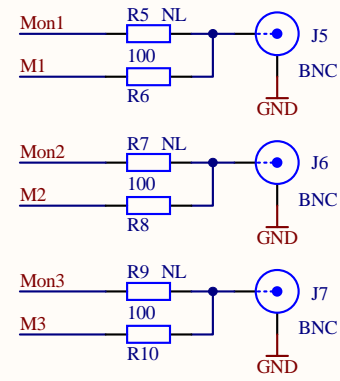 R5 NL
Mon1
J5
M1
100
BNC
R6
GND
R7 NL
Mon2
J6
M2
100
BNC
R8
GND
R9 NL
Mon3
J7
M3
100
BNC
R10
GND